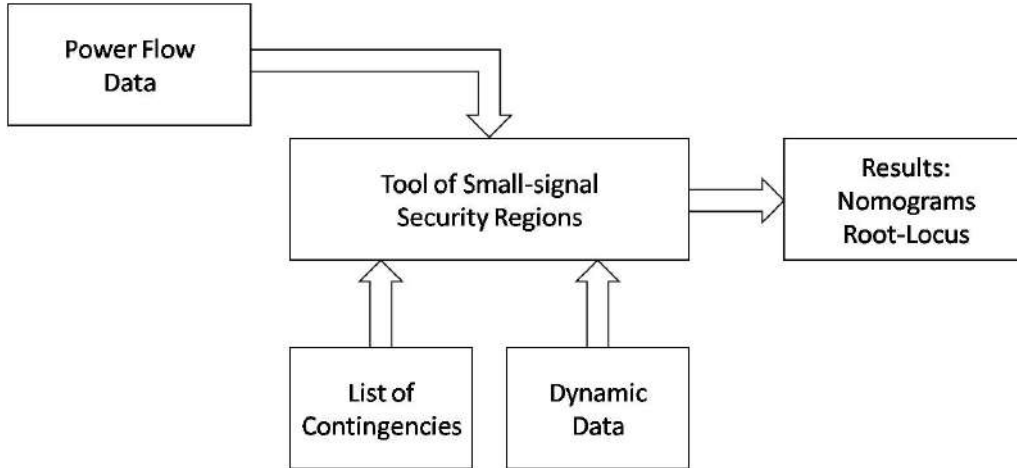 Power Flow
Data
Tool of Small-signal
Security Regions
Results:
Nomograms
Root-Locus
List of
Contingencies
Dynamic
Data